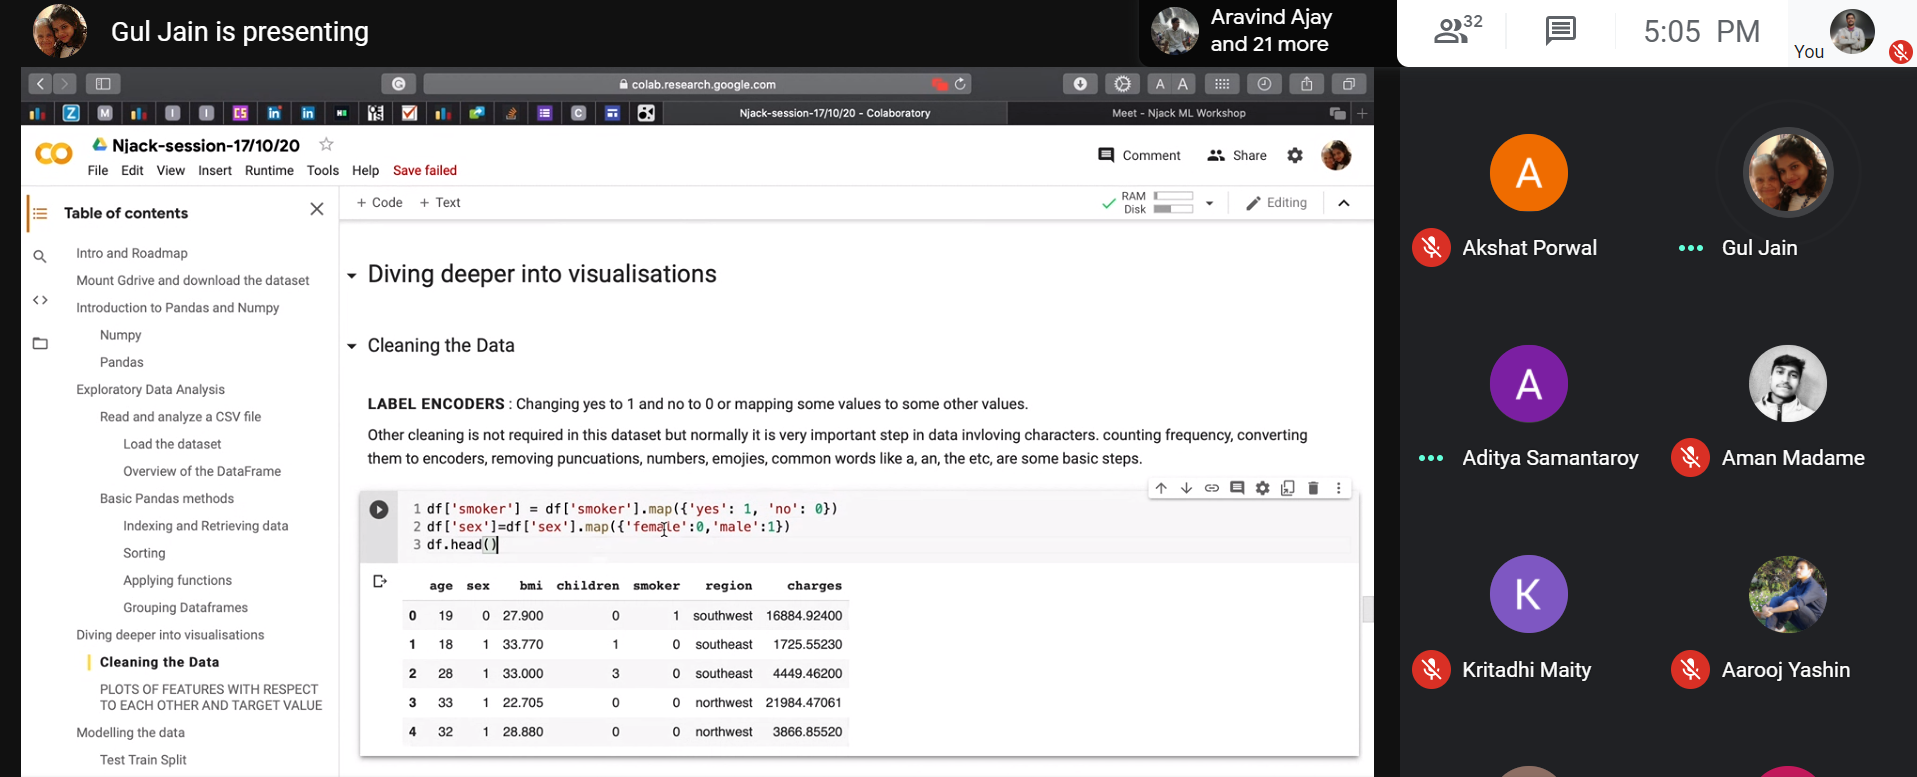 Gul Jain is presenting
Aravind Ajay
and 21 more
32
5:05 PM
You
colab.research.google.com
A A
Z M I I CS in in C
Njack-session-17/10/20 - Colaboratory
Meet - Njack ML Workshop
CO
Njack-session-17/10/20
Comment
Share
File Edit View Insert Runtime Tools Help Save failed
Table of contents
+ Code + Text
RAM
Disk
Editing
Intro and Roadmap
Mount Gdrive and download the dataset
Introduction to Pandas and Numpy
Numpy
Pandas
Exploratory Data Analysis
Read and analyze a CSV file
Load the dataset
Overview of the DataFrame
Basic Pandas methods
Indexing and Retrieving data
Sorting
Applying functions
Grouping Dataframes
Diving deeper into visualisations
Cleaning the Data
PLOTS OF FEATURES WITH RESPECT
TO EACH OTHER AND TARGET VALUE
Modelling the data
Test Train Split
Diving deeper into visualisations
Cleaning the Data
LABEL ENCODERS : Changing yes to 1 and no to 0 or mapping some values to some other values.
Other cleaning is not required in this dataset but normally it is very important step in data invloving characters. counting frequency, converting
them to encoders, removing puncuations, numbers, emojies, common words like a, an, the etc, are some basic steps.
1 df['smoker'] = df['smoker'].map({'yes': 1, 'no': 0})
2 df['sex']=df['sex'].map({'female':0,'male':1})
3 df.head()
age sex bmi children smoker region charges
0 19 0 27.900 0 1 southwest 16884.92400
1 18 1 33.770 1 0 southeast 1725.55230
2 28 1 33.000 3 0 southeast 4449.46200
3 33 1 22.705 0 0 northwest 21984.47061
4 32 1 28.880 0 0 northwest 3866.85520
A
Akshat Porwal
Gul Jain
A
Aditya Samantaroy
Aman Madame
K
Kritadhi Maity
Aarooj Yashin